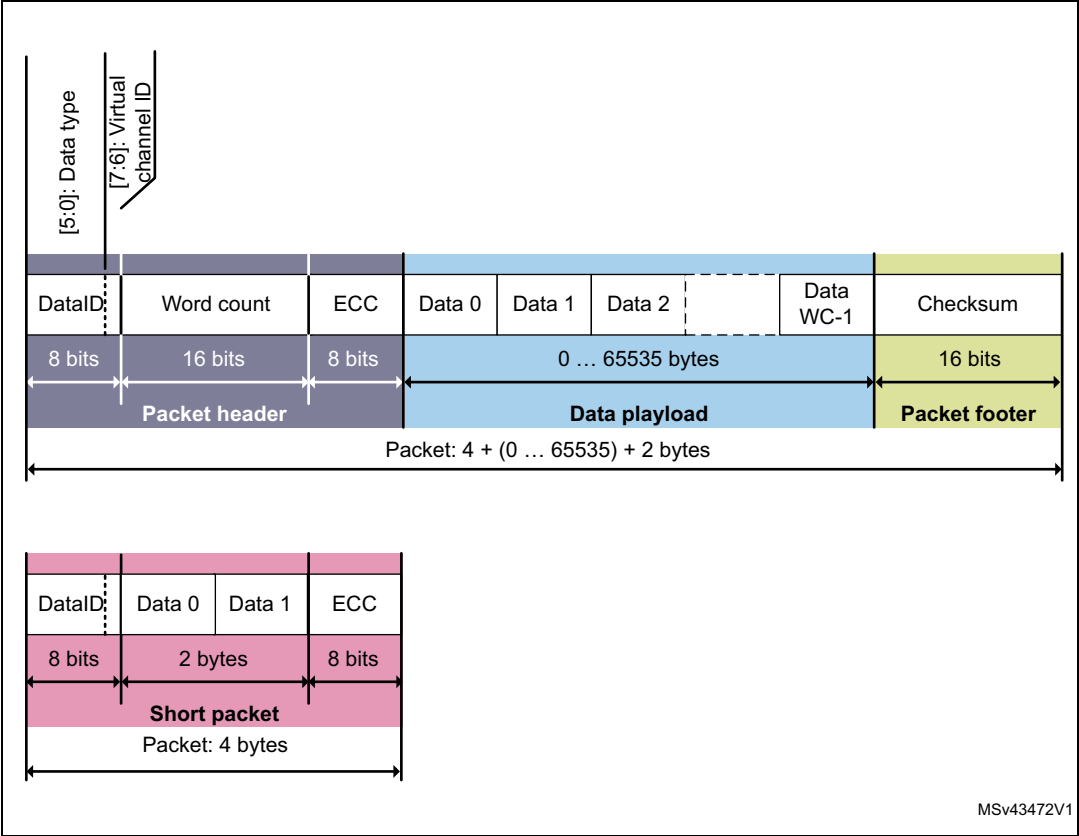 [5:0]: Data type
[7:6]: Virtual
channel ID
DataID
Word count
ECC
Data 0
Data 1
Data 2
Data
WC-1
Checksum
8 bits
16 bits
8 bits
0 … 65535 bytes
16 bits
Packet header
Data playload
Packet footer
Packet: 4 + (0 … 65535) + 2 bytes
DataID
Data 0
Data 1
ECC
8 bits
2 bytes
8 bits
Short packet
Packet: 4 bytes
MSv43472V1